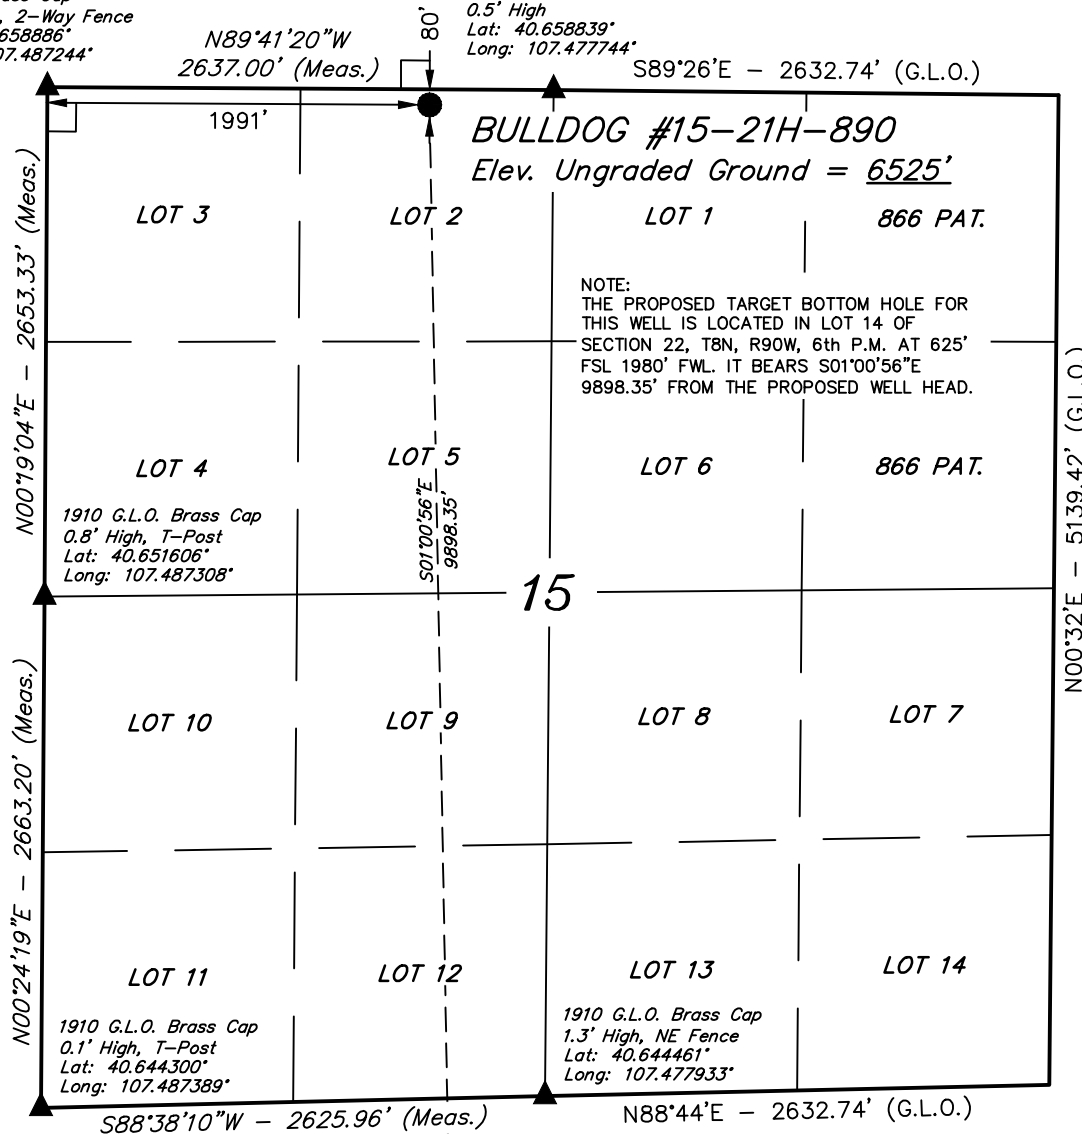 , 2-Way Fence
658886°
07.487244°
N89°41'20"W
2637.00' (Meas.)
80'
0.5' High
Lat: 40.658839°
Long: 107.477744°
S89°26'E - 2632.74' (G.L.O.)
1991'
BULLDOG #15-21H-890
Elev. Ungraded Ground = 6525'
LOT 3
LOT 2
LOT 1
866 PAT.
N00°19'04"E - 2653.33' (Meas.)
NOTE:
THE PROPOSED TARGET BOTTOM HOLE FOR
THIS WELL IS LOCATED IN LOT 14 OF
SECTION 22, T8N, R90W, 6th P.M. AT 625'
FSL 1980' FWL. IT BEARS S01°00'56"E
9898.35' FROM THE PROPOSED WELL HEAD.
LOT 4
LOT 5
LOT 6
866 PAT.
S01°00'56"E
9898.35'
1910 G.L.O. Brass Cap
0.8' High, T-Post
Lat: 40.651606°
Long: 107.487308°
15
N00°32'E - 5139.42' (G.L.O.)
LOT 10
LOT 9
LOT 8
LOT 7
N00°24'19"E - 2663.20' (Meas.)
LOT 11
LOT 12
LOT 13
LOT 14
1910 G.L.O. Brass Cap
0.1' High, T-Post
Lat: 40.644300°
Long: 107.487389°
1910 G.L.O. Brass Cap
1.3' High, NE Fence
Lat: 40.644461°
Long: 107.477933°
S88°38'10"W - 2625.96' (Meas.)
N88°44'E - 2632.74' (G.L.O.)